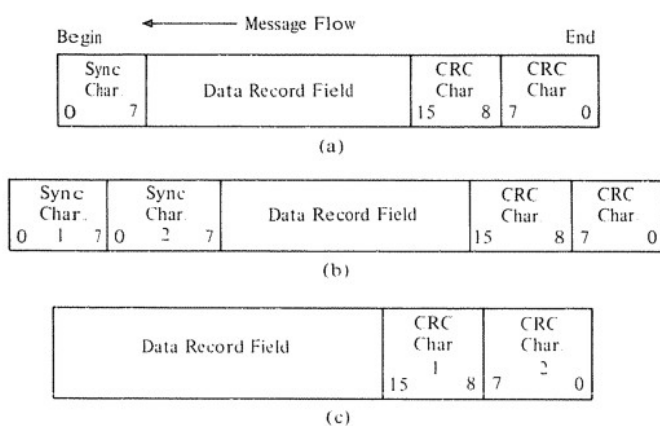 Message Flow
Begin End
Sync Char. Data Record Field CRC Char CRC Char
0 7 15 8 7 0
(a)
Sync Char. Sync Char. Data Record Field CRC Char. CRC Char.
0 1 7 0 2 7 15 8 7 0
(b)
Data Record Field CRC Char 1 CRC Char. 2
15 8 7 0
(c)